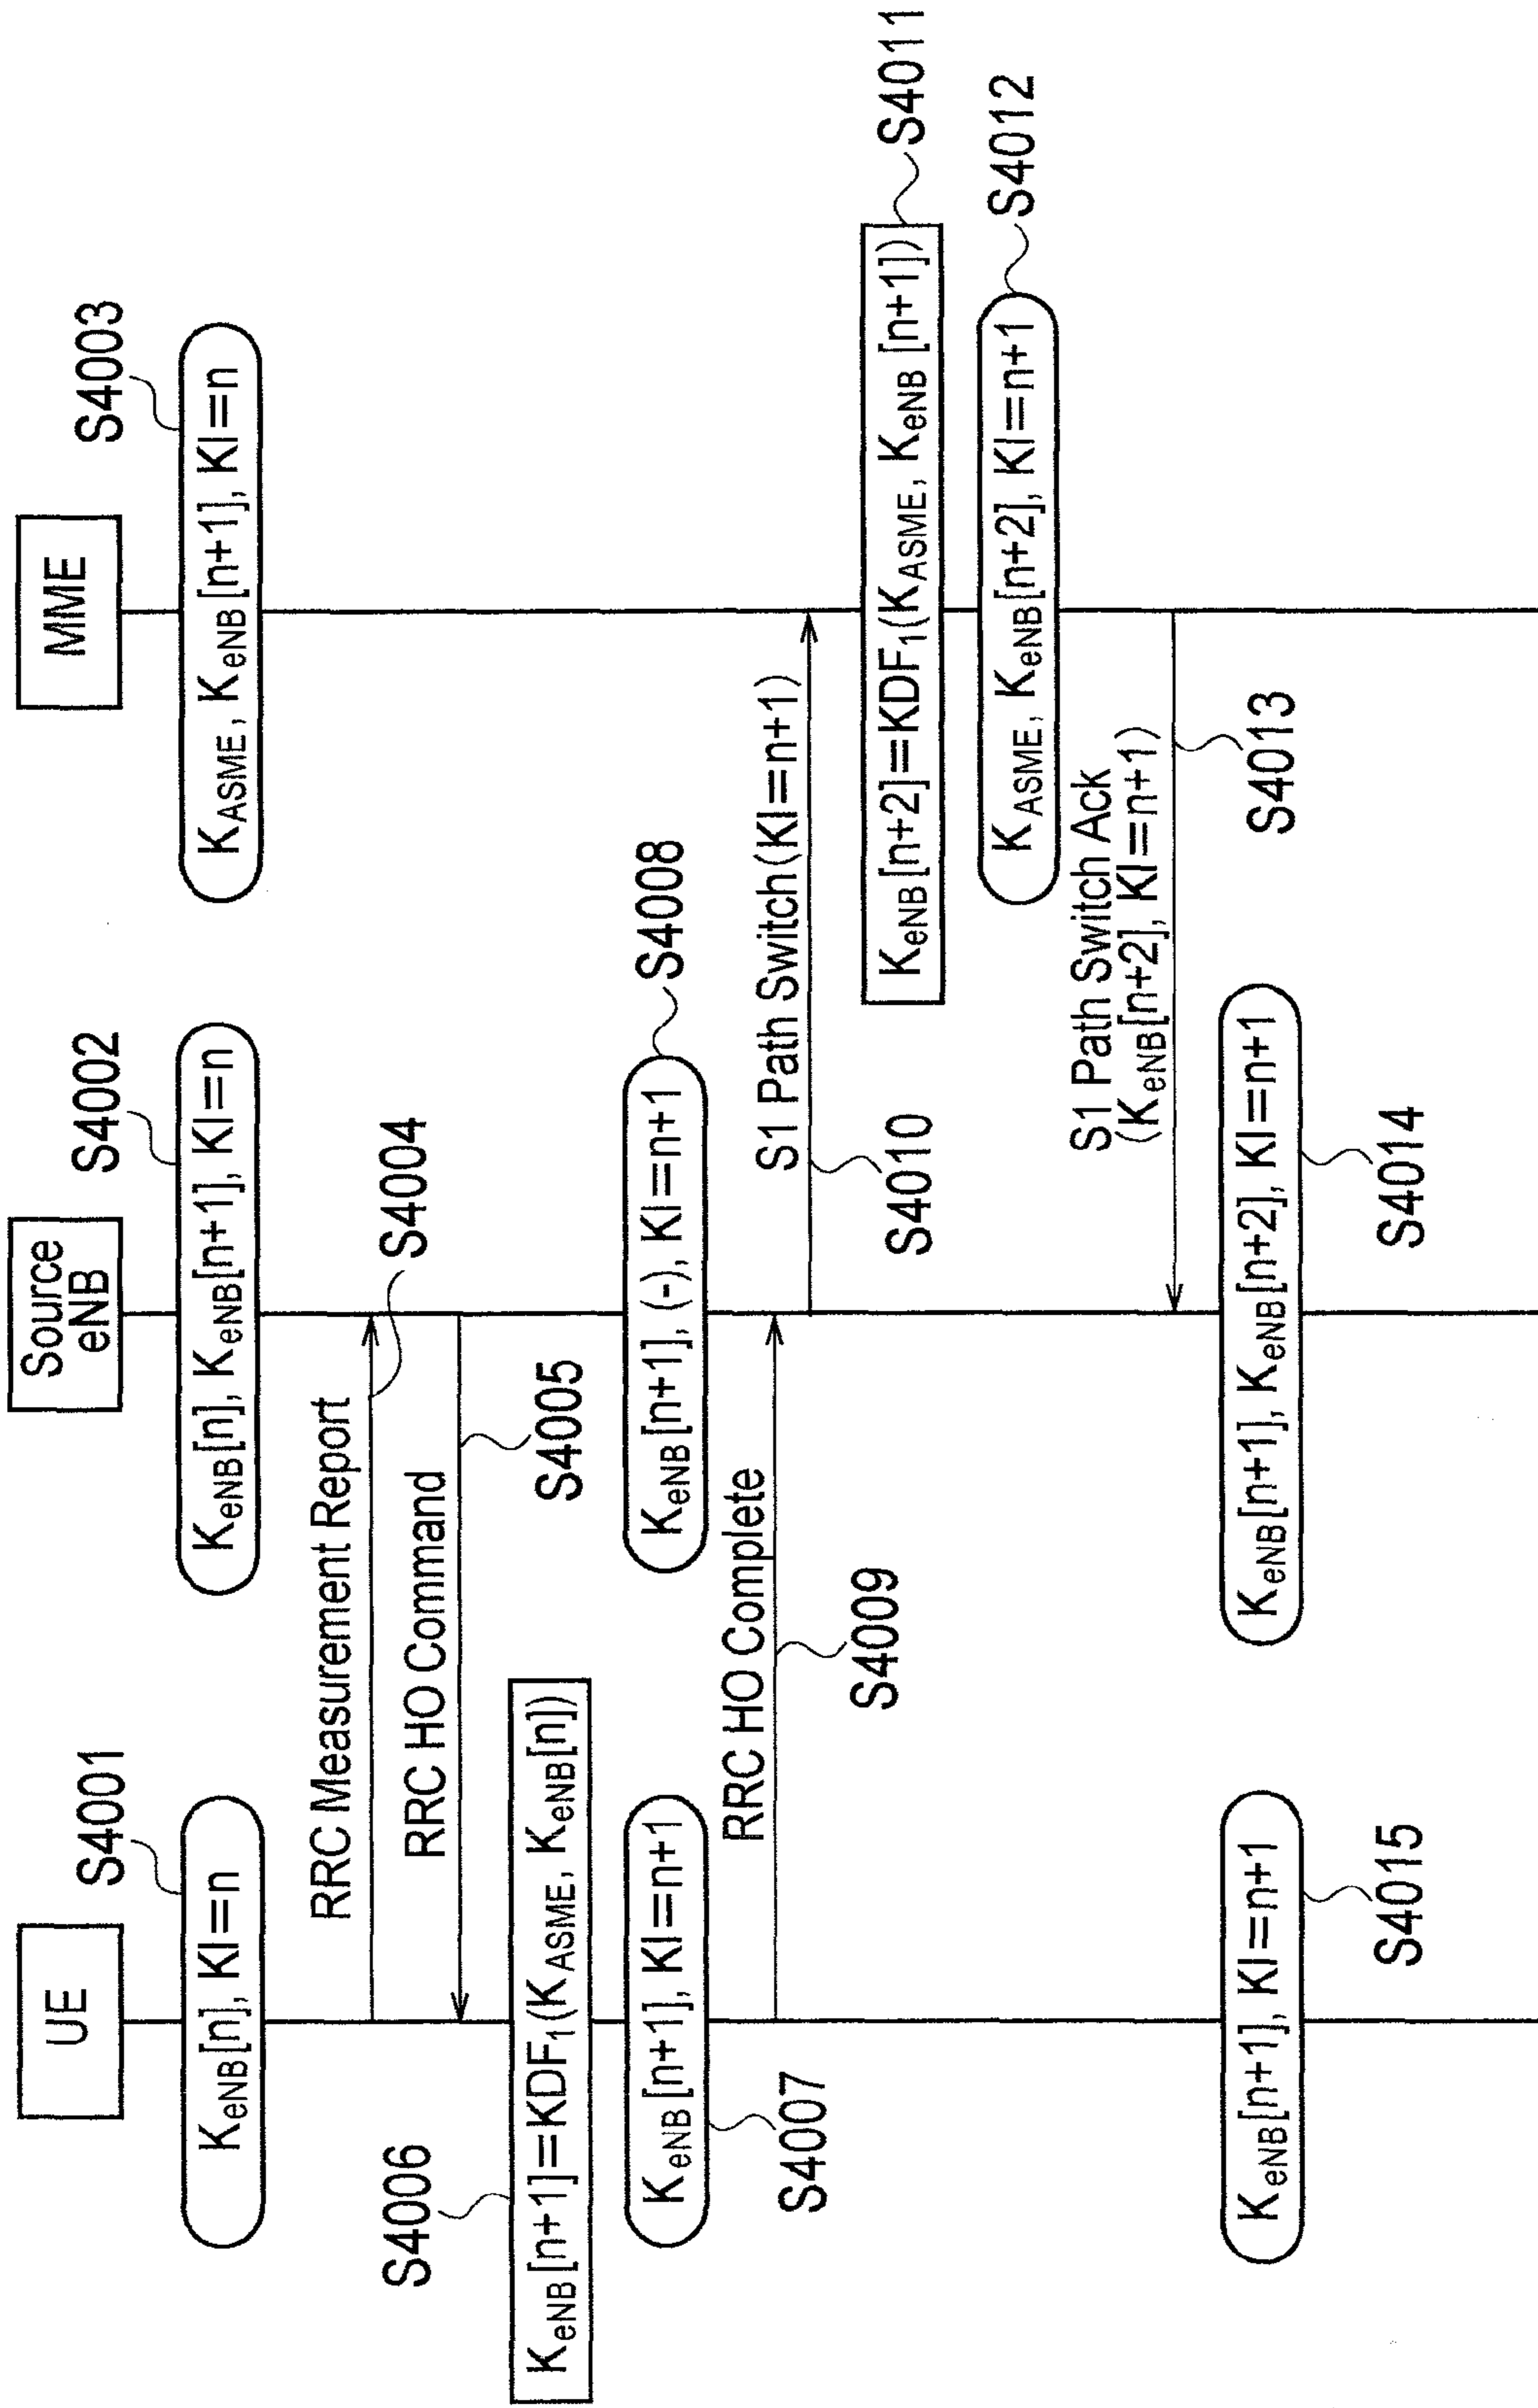 UE
Source
eNB
MME
S4001
S4002
S4003
KeNB[n], KI=n
KeNB[n], KeNB[n+1], KI=n
KASME, KeNB[n+1], KI=n
RRC Measurement Report
S4004
RRC HO Command
S4005
S4006
KeNB[n+1]=KDF1(KASME, KeNB[n])
KeNB[n+1], KI=n+1
S4007
KeNB[n+1], (-), KI=n+1
S4008
RRC HO Complete
S4009
S1 Path Switch(KI=n+1)
S4010
KeNB[n+2]=KDF1(KASME, KeNB[n+1])
S4011
KASME, KeNB[n+2], KI=n+1
S4012
S1 Path Switch Ack
(KeNB[n+2], KI=n+1)
S4013
KeNB[n+1], KI=n+1
S4015
KeNB[n+1], KeNB[n+2], KI=n+1
S4014